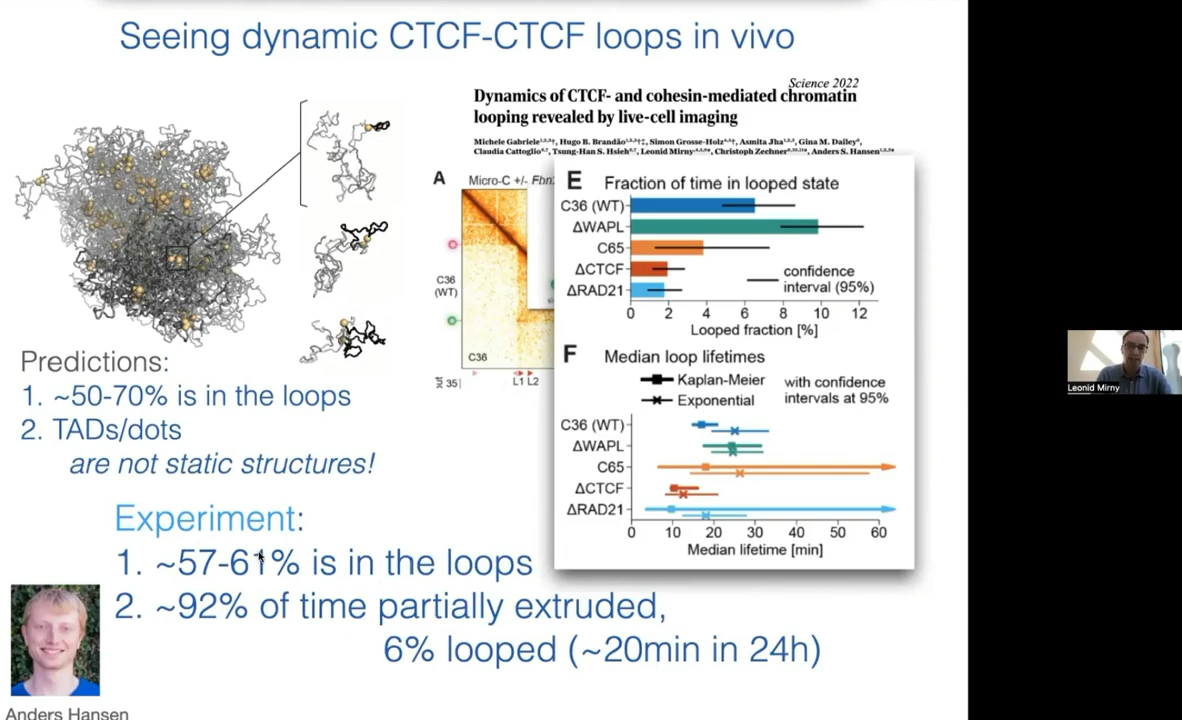 Seeing dynamic CTCF-CTCF loops in vivo
Science 2022
Dynamics of CTCF- and cohesin-mediated chromatin
looping revealed by live-cell imaging
Michele Gabriele, Hugo B. Brandão, Simon Grosse-Holz, Asmita Jha, Gina M. Dailey,
Claudia Cattoglio, Tsung-Han S. Hsieh, Leonid Mirny, Christoph Zechner, Anders S. Hansen
A Micro-C +/-
C36
(WT)
C36
L1 L2
E Fraction of time in looped state
C36 (WT)
ΔWAPL
C65
ΔCTCF
ΔRAD21
confidence
interval (95%)
0 2 4 6 8 10 12
Looped fraction [%]
F Median loop lifetimes
Kaplan-Meier
Exponential
with confidence
intervals at 95%
C36 (WT)
ΔWAPL
C65
ΔCTCF
ΔRAD21
0 10 20 30 40 50 60
Median lifetime [min]
Predictions:
1. ~50-70% is in the loops
2. TADs/dots
are not static structures!
Experiment:
1. ~57-61% is in the loops
2. ~92% of time partially extruded,
6% looped (~20min in 24h)
Anders Hansen
Leonid Mirny